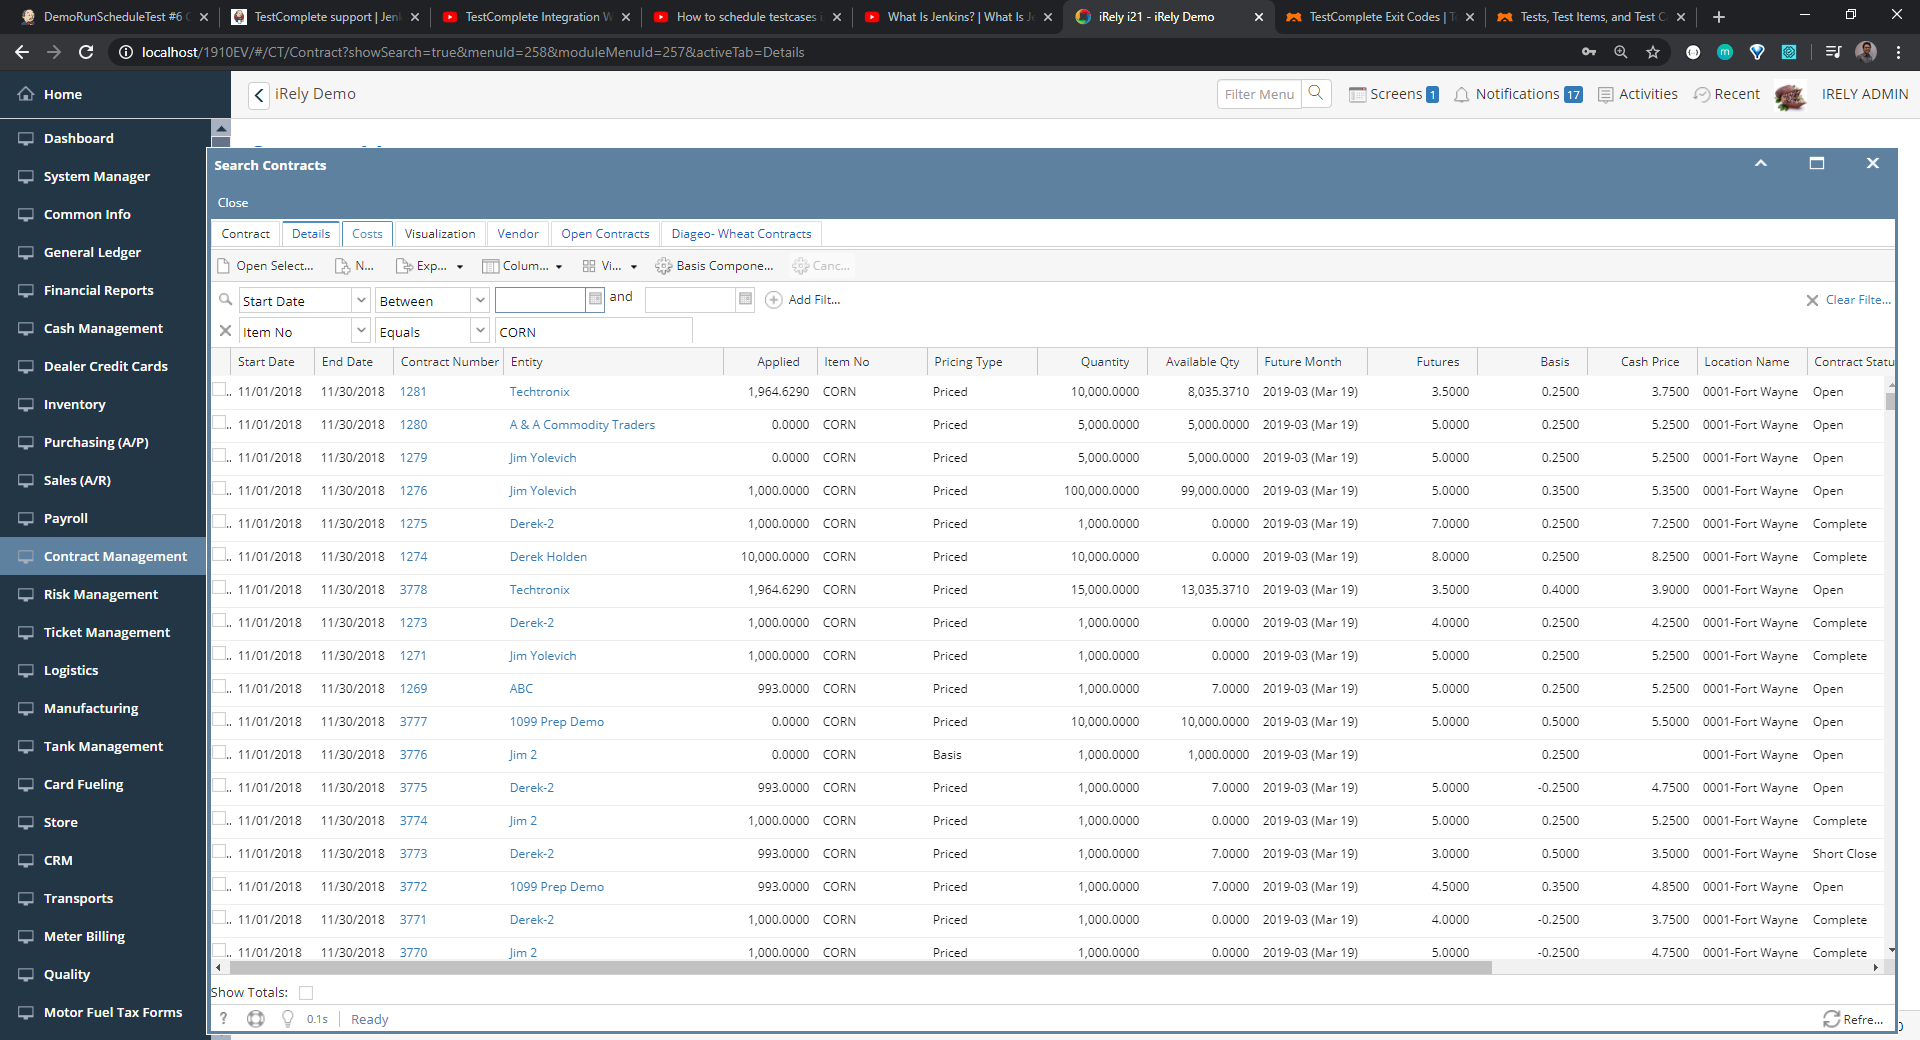 DemoRunScheduleTest #6
TestComplete support | Jen
TestComplete Integration W
How to schedule testcases
What Is Jenkins? | What Is J
iRely i21 - iRely Demo
TestComplete Exit Codes | T
Tests, Test Items, and Test C
localhost/1910EV/#/CT/Contract?showSearch=true&menuId=258&moduleMenuId=257&activeTab=Details
Home
iRely Demo
Filter Menu
Screens 1
Notifications 17
Activities
Recent
IRELY ADMIN
Dashboard
System Manager
Common Info
General Ledger
Financial Reports
Cash Management
Dealer Credit Cards
Inventory
Purchasing (A/P)
Sales (A/R)
Payroll
Contract Management
Risk Management
Ticket Management
Logistics
Manufacturing
Tank Management
Card Fueling
Store
CRM
Transports
Meter Billing
Quality
Motor Fuel Tax Forms
Search Contracts
Close
Contract Details Costs Visualization Vendor Open Contracts Diageo- Wheat Contracts
Open Select... N... Exp... Colum... Vi... Basis Compone... Canc...
Start Date Between and Add Filt... Clear Filte...
Item No Equals CORN
Start Date End Date Contract Number Entity Applied Item No Pricing Type Quantity Available Qty Future Month Futures Basis Cash Price Location Name Contract Statu
11/01/2018 11/30/2018 1281 Techtronix 1,964.6290 CORN Priced 10,000.0000 8,035.3710 2019-03 (Mar 19) 3.5000 0.2500 3.7500 0001-Fort Wayne Open
11/01/2018 11/30/2018 1280 A & A Commodity Traders 0.0000 CORN Priced 5,000.0000 5,000.0000 2019-03 (Mar 19) 5.0000 0.2500 5.2500 0001-Fort Wayne Open
11/01/2018 11/30/2018 1279 Jim Yolevich 0.0000 CORN Priced 5,000.0000 5,000.0000 2019-03 (Mar 19) 5.0000 0.2500 5.2500 0001-Fort Wayne Open
11/01/2018 11/30/2018 1276 Jim Yolevich 1,000.0000 CORN Priced 100,000.0000 99,000.0000 2019-03 (Mar 19) 5.0000 0.3500 5.3500 0001-Fort Wayne Open
11/01/2018 11/30/2018 1275 Derek-2 1,000.0000 CORN Priced 1,000.0000 0.0000 2019-03 (Mar 19) 7.0000 0.2500 7.2500 0001-Fort Wayne Complete
11/01/2018 11/30/2018 1274 Derek Holden 10,000.0000 CORN Priced 10,000.0000 0.0000 2019-03 (Mar 19) 8.0000 0.2500 8.2500 0001-Fort Wayne Complete
11/01/2018 11/30/2018 3778 Techtronix 1,964.6290 CORN Priced 15,000.0000 13,035.3710 2019-03 (Mar 19) 3.5000 0.4000 3.9000 0001-Fort Wayne Open
11/01/2018 11/30/2018 1273 Derek-2 1,000.0000 CORN Priced 1,000.0000 0.0000 2019-03 (Mar 19) 4.0000 0.2500 4.2500 0001-Fort Wayne Complete
11/01/2018 11/30/2018 1271 Jim Yolevich 1,000.0000 CORN Priced 1,000.0000 0.0000 2019-03 (Mar 19) 5.0000 0.2500 5.2500 0001-Fort Wayne Complete
11/01/2018 11/30/2018 1269 ABC 993.0000 CORN Priced 1,000.0000 7.0000 2019-03 (Mar 19) 5.0000 0.2500 5.2500 0001-Fort Wayne Open
11/01/2018 11/30/2018 3777 1099 Prep Demo 0.0000 CORN Priced 10,000.0000 10,000.0000 2019-03 (Mar 19) 5.0000 0.5000 5.5000 0001-Fort Wayne Open
11/01/2018 11/30/2018 3776 Jim 2 0.0000 CORN Basis 1,000.0000 1,000.0000 2019-03 (Mar 19) 0.2500 0001-Fort Wayne Open
11/01/2018 11/30/2018 3775 Derek-2 993.0000 CORN Priced 1,000.0000 7.0000 2019-03 (Mar 19) 5.0000 -0.2500 4.7500 0001-Fort Wayne Open
11/01/2018 11/30/2018 3774 Jim 2 1,000.0000 CORN Priced 1,000.0000 0.0000 2019-03 (Mar 19) 5.0000 0.2500 5.2500 0001-Fort Wayne Complete
11/01/2018 11/30/2018 3773 Derek-2 993.0000 CORN Priced 1,000.0000 7.0000 2019-03 (Mar 19) 3.0000 0.5000 3.5000 0001-Fort Wayne Short Close
11/01/2018 11/30/2018 3772 1099 Prep Demo 993.0000 CORN Priced 1,000.0000 7.0000 2019-03 (Mar 19) 4.5000 0.3500 4.8500 0001-Fort Wayne Open
11/01/2018 11/30/2018 3771 Derek-2 1,000.0000 CORN Priced 1,000.0000 0.0000 2019-03 (Mar 19) 4.0000 -0.2500 3.7500 0001-Fort Wayne Complete
11/01/2018 11/30/2018 3770 Jim 2 1,000.0000 CORN Priced 1,000.0000 0.0000 2019-03 (Mar 19) 5.0000 -0.2500 4.7500 0001-Fort Wayne Complete
Show Totals:
? 0.1s Ready Refre...